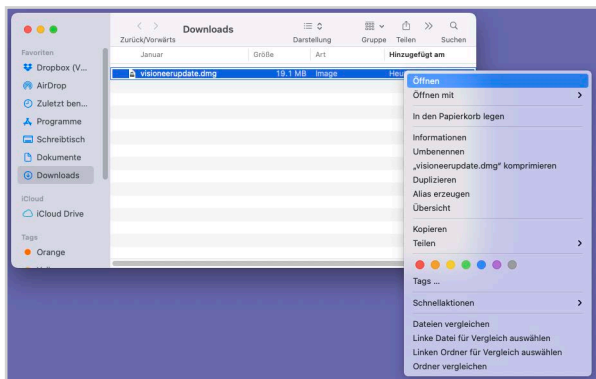 Downloads
Zurück/Vorwärts
Darstellung
Gruppe
Teilen
Suchen
Favoriten
Dropbox (V...
AirDrop
Zuletzt ben...
Programme
Schreibtisch
Dokumente
Downloads
iCloud
iCloud Drive
Tags
Orange
Januar
Größe
Art
Hinzugefügt am
visioneerupdate.dmg
19.1 MB
Image
Heu
Öffnen
Öffnen mit
In den Papierkorb legen
Informationen
Umbenennen
„visioneerupdate.dmg“ komprimieren
Duplizieren
Alias erzeugen
Übersicht
Kopieren
Teilen
Tags ...
Schnellaktionen
Dateien vergleichen
Linke Datei für Vergleich auswählen
Linken Ordner für Vergleich auswählen
Ordner vergleichen